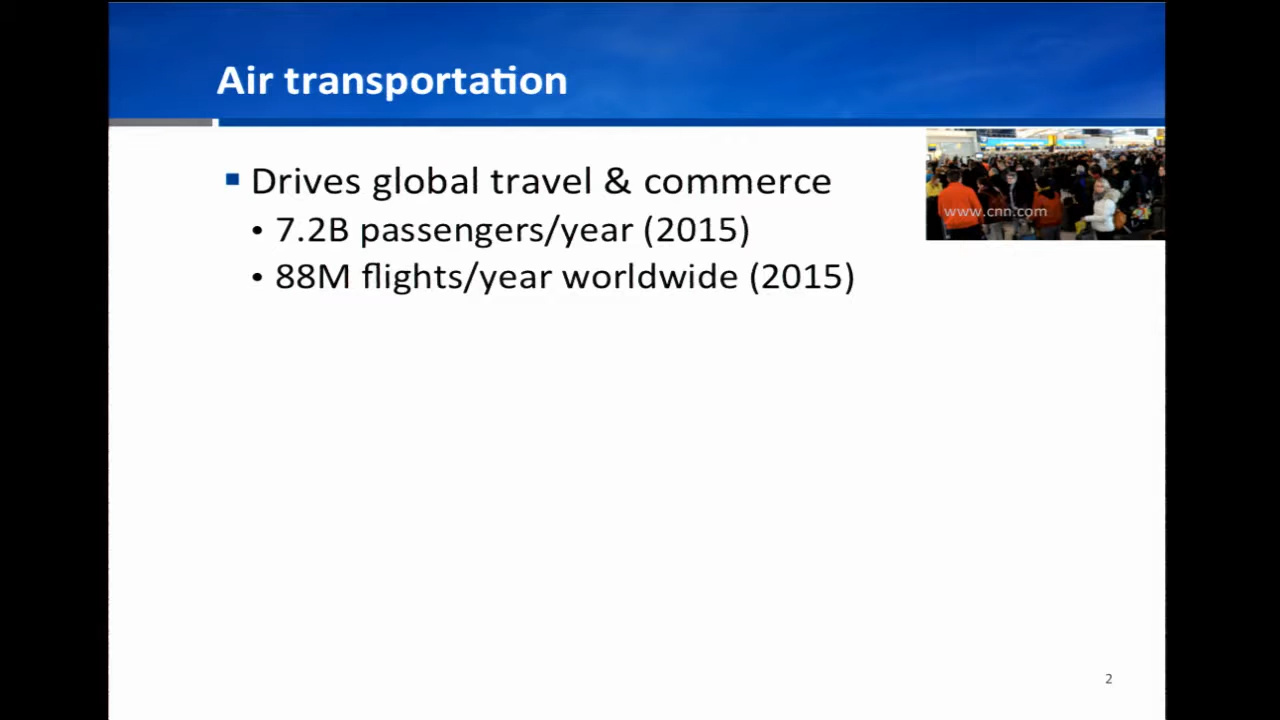 Air transportation
Drives global travel & commerce
• 7.2B passengers/year (2015)
• 88M flights/year worldwide (2015)
www.cnn.com
2